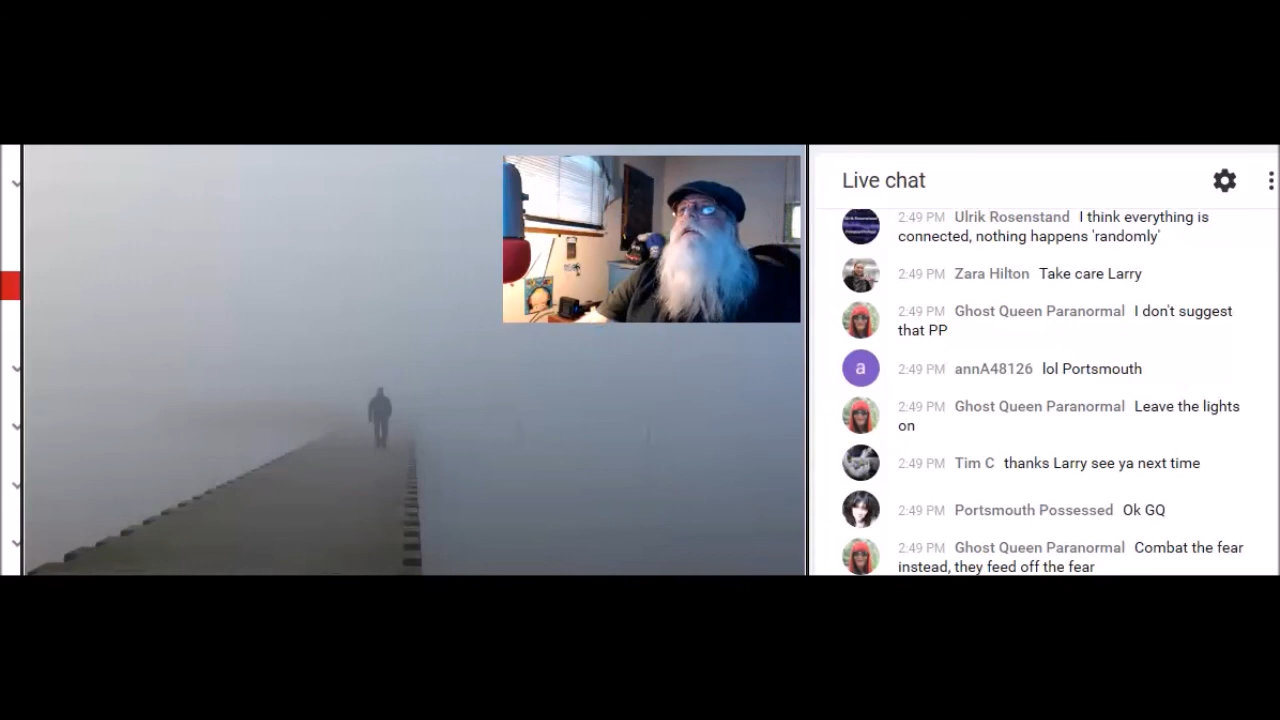 Live chat
2:49 PM Ulrik Rosenstand I think everything is
connected, nothing happens 'randomly'
2:49 PM Zara Hilton Take care Larry
2:49 PM Ghost Queen Paranormal I don't suggest
that PP
a 2:49 PM annA48126 lol Portsmouth
2:49 PM Ghost Queen Paranormal Leave the lights
on
2:49 PM Tim C thanks Larry see ya next time
2:49 PM Portsmouth Possessed Ok GQ
2:49 PM Ghost Queen Paranormal Combat the fear
instead, they feed off the fear